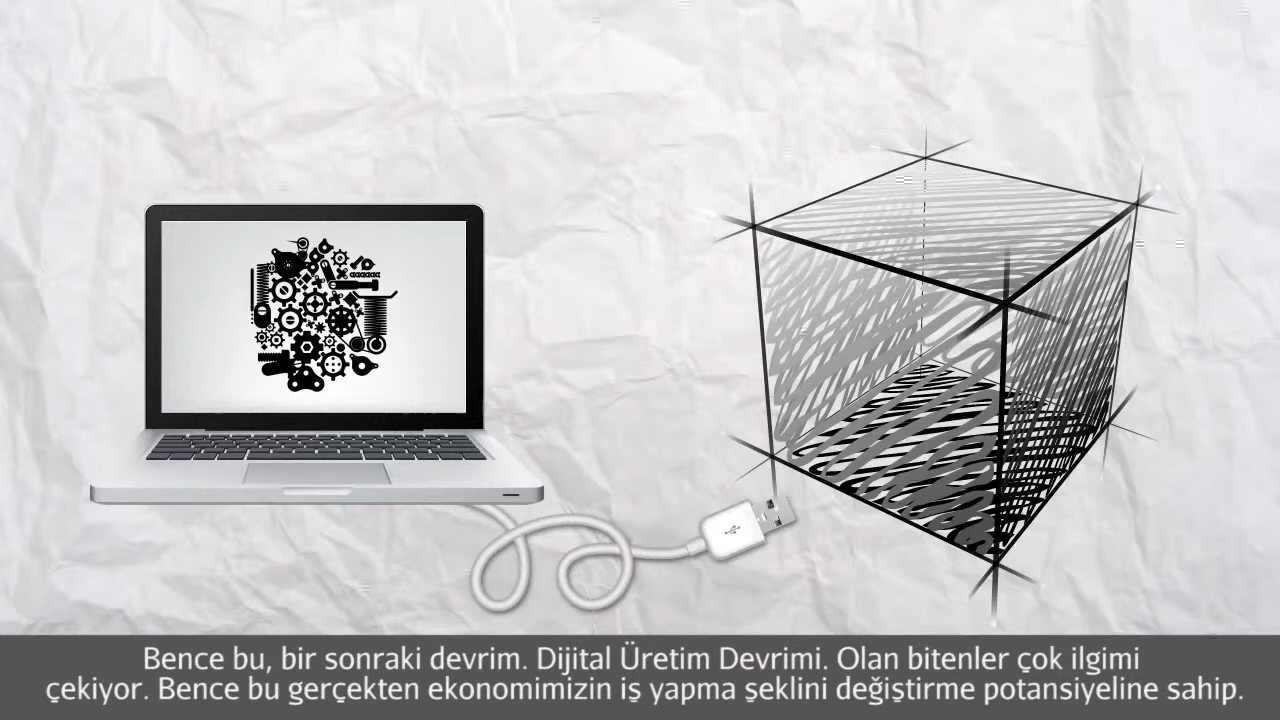 Bence bu, bir sonraki devrim. Dijital Üretim Devrimi. Olan bitenler çok ilgimi
çekiyor. Bence bu gerçekten ekonomimizin iş yapma şeklini değiştirme potansiyeline sahip.